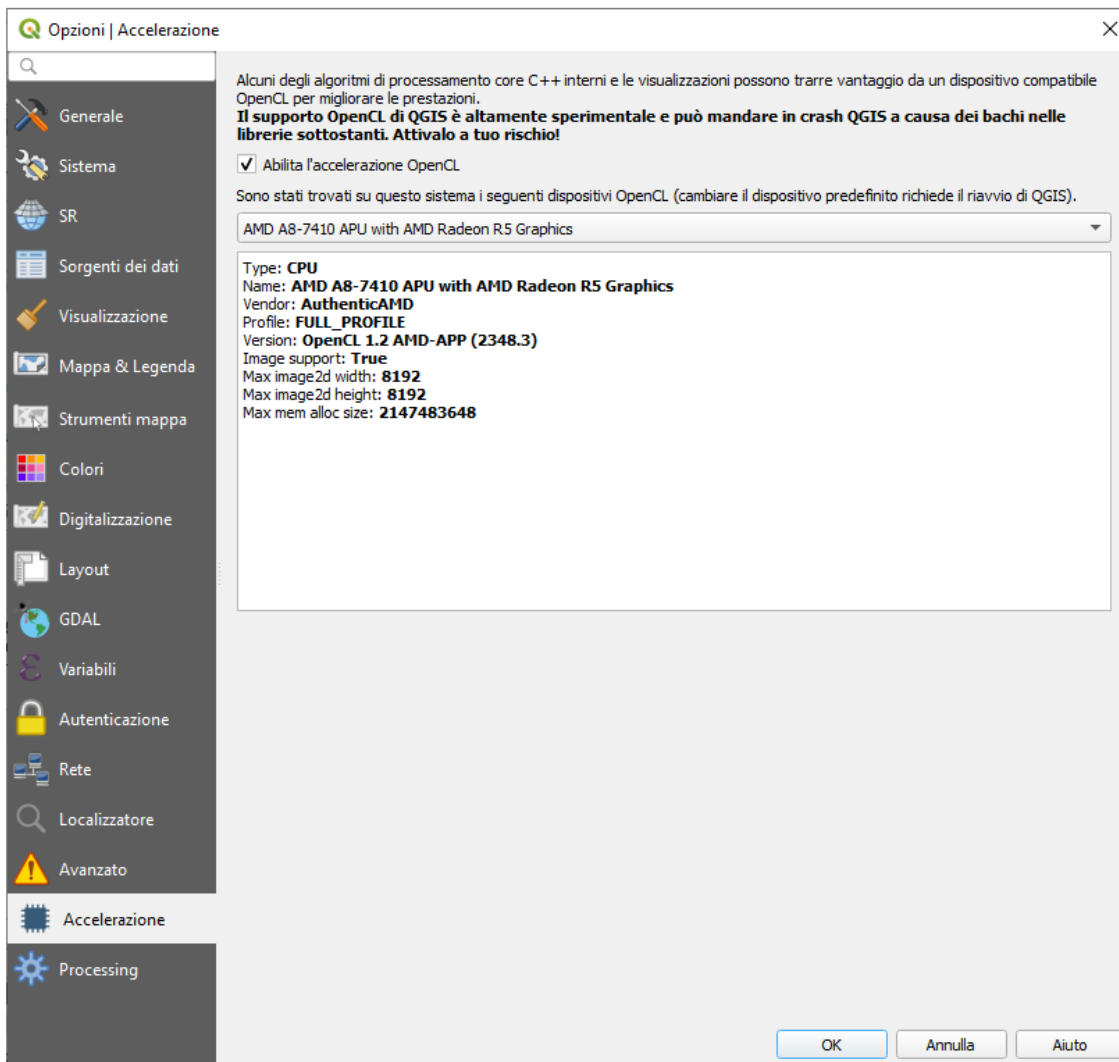 Opzioni | Accelerazione
Generale
Sistema
SR
Sorgenti dei dati
Visualizzazione
Mappa & Legenda
Strumenti mappa
Colori
Digitalizzazione
Layout
GDAL
Variabili
Autenticazione
Rete
Localizzatore
Avanzato
Accelerazione
Processing
Alcuni degli algoritmi di processamento core C++ interni e le visualizzazioni possono trarre vantaggio da un dispositivo compatibile
OpenCL per migliorare le prestazioni.
Il supporto OpenCL di QGIS è altamente sperimentale e può mandare in crash QGIS a causa dei bachi nelle
librerie sottostanti. Attivalo a tuo rischio!
Abilita l'accelerazione OpenCL
Sono stati trovati su questo sistema i seguenti dispositivi OpenCL (cambiare il dispositivo predefinito richiede il riavvio di QGIS).
AMD A8-7410 APU with AMD Radeon R5 Graphics
Type: CPU
Name: AMD A8-7410 APU with AMD Radeon R5 Graphics
Vendor: AuthenticAMD
Profile: FULL_PROFILE
Version: OpenCL 1.2 AMD-APP (2348.3)
Image support: True
Max image2d width: 8192
Max image2d height: 8192
Max mem alloc size: 2147483648
OK
Annulla
Aiuto